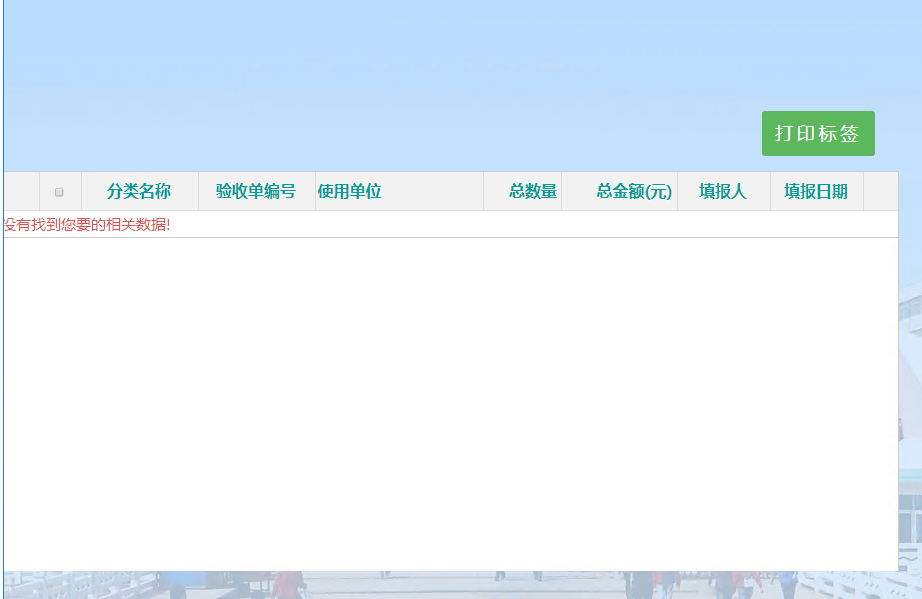 打印标签
分类名称 验收单编号 使用单位 总数量 总金额(元) 填报人 填报日期
没有找到您要的相关数据!